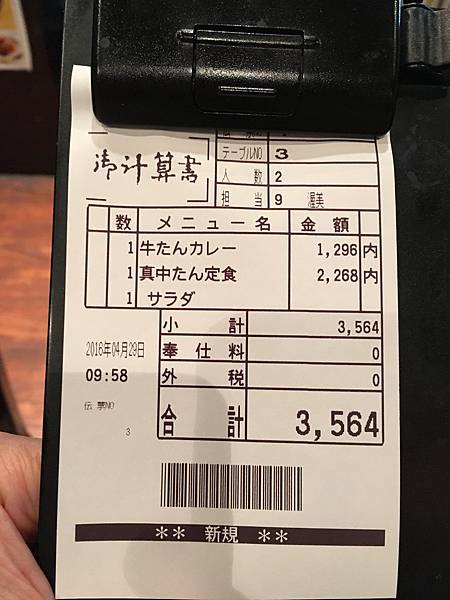 御計算書
テーブルNO 3
人数 2
担当 9 渥美
数 メニュー名 金額
1 牛たんカレー 1,296 内
1 真中たん定食 2,268 内
1 サラダ
小計 3,564
2016年04月29日 奉仕料 0
09:58 外税 0
伝票NO 合計 3,564
3
** 新規 **